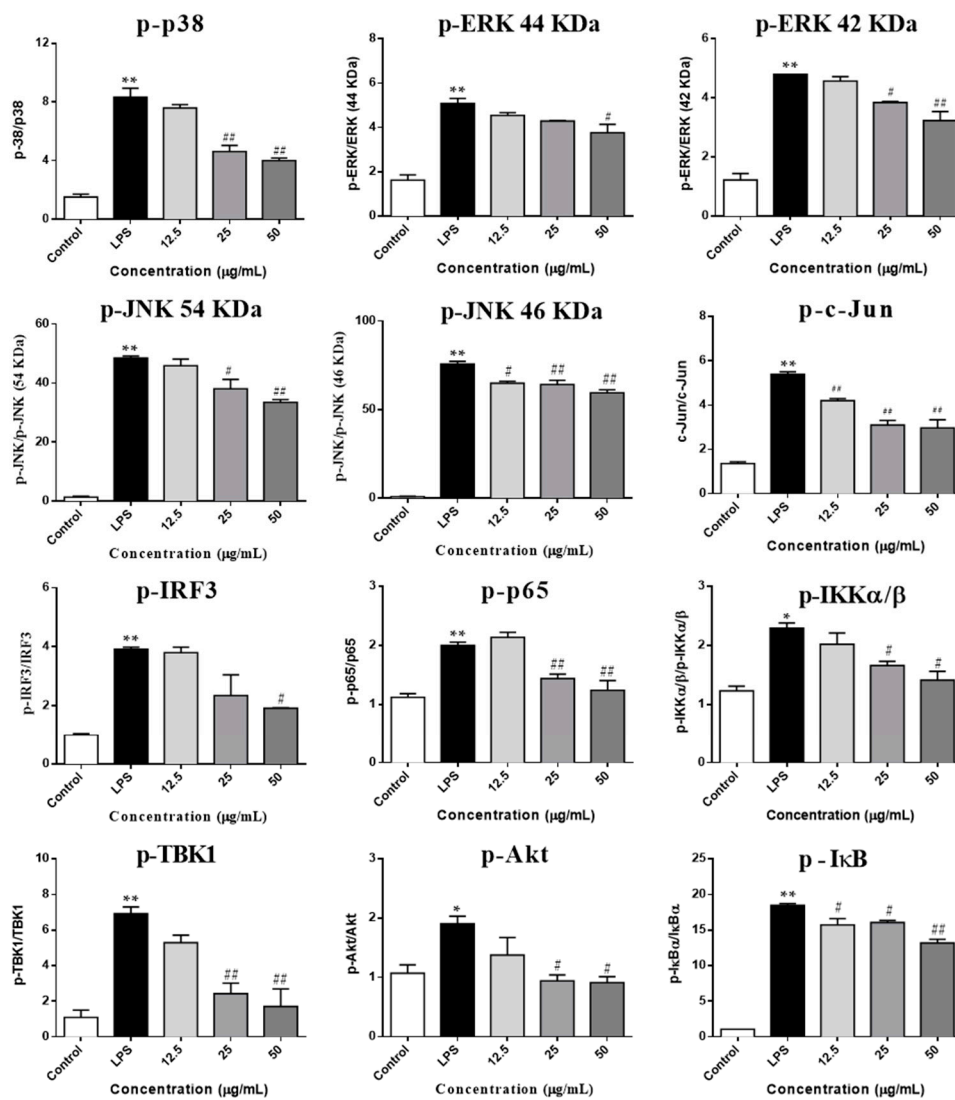 p-p38
p-38/p38
12
8
4
0
**
##
##
Control
LPS
12.5
25
50
Concentration (μg/mL)
p-ERK 44 KDa
p-ERK/ERK (44 KDa)
8
6
4
2
0
**
#
Control
LPS
12.5
25
50
Concentration (μg/mL)
p-ERK 42 KDa
p-ERK/ERK (42 KDa)
6
4
2
0
**
#
##
Control
LPS
12.5
25
50
Concentration (μg/mL)
p-JNK 54 KDa
p-JNK/p-JNK (54 KDa)
60
40
20
0
**
#
##
Control
LPS
12.5
25
50
Concentration (μg/mL)
p-JNK 46 KDa
p-JNK/p-JNK (46 KDa)
100
75
50
0
**
#
##
##
Control
LPS
12.5
25
50
Concentration (μg/mL)
p-c-Jun
c-Jun/c-Jun
8
6
4
2
0
**
##
##
##
Control
LPS
12.5
25
50
Concentration (μg/mL)
p-IRF3
p-IRF3/IRF3
6
4
2
0
**
#
Control
LPS
12.5
25
50
Concentration (μg/mL)
p-p65
p-p65/p65
3
2
1
0
**
##
##
Control
LPS
12.5
25
50
Concentration (μg/mL)
p-IKKα/β
p-IKKα/β/p-IKKα/β
3
2
1
0
*
#
#
Control
LPS
12.5
25
50
Concentration (μg/mL)
p-TBK1
p-TBK1/TBK1
10
8
6
4
2
0
**
##
##
Control
LPS
12.5
25
50
Concentration (μg/mL)
p-Akt
p-Akt/Akt
3
2
1
0
*
#
#
Control
LPS
12.5
25
50
Concentration (μg/mL)
p - IκB
p-IκBα/IκBα
25
20
15
10
5
0
**
#
#
##
Control
LPS
12.5
25
50
Concentration (μg/mL)